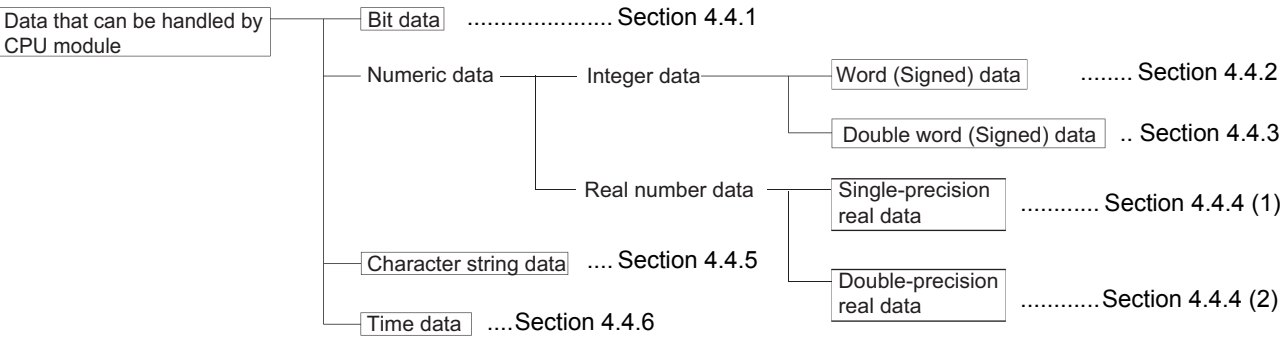 Data that can be handled by
CPU module
Bit data ...................... Section 4.4.1
Numeric data
Integer data
Word (Signed) data ........ Section 4.4.2
Double word (Signed) data .. Section 4.4.3
Real number data
Single-precision
real data ............ Section 4.4.4 (1)
Double-precision
real data ............Section 4.4.4 (2)
Character string data .... Section 4.4.5
Time data ....Section 4.4.6